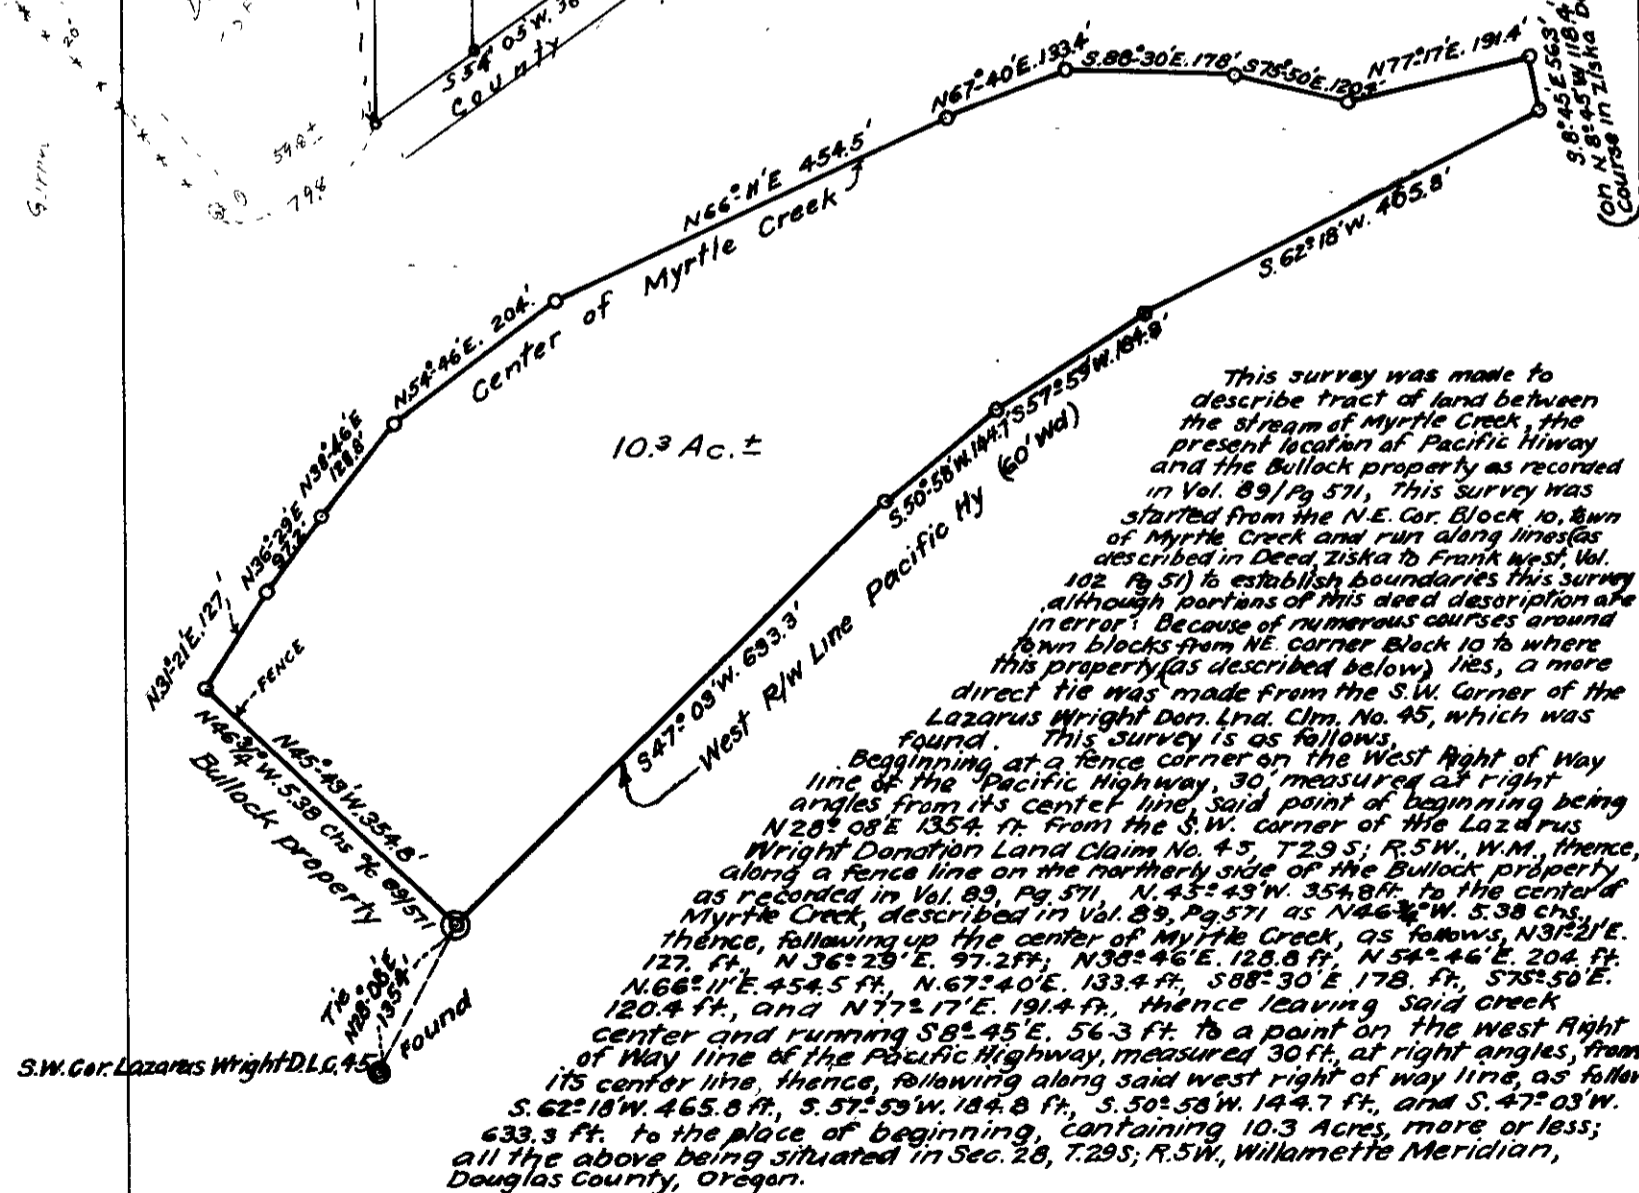 20'
S 54° 05' W. 36
County
59.8±
79.8
N67°-40'E. 133.4'
S.88°-30'E. 178'
S75°-50'E. 120.4'
N77°-17'E. 191.4'
S.8°45'E 56.3'
N 8°45'W 118.4'
(on N
course in Ziska D
N66°-11'E 454.5'
Center of Myrtle Creek
S.62°18'W. 465.8'
N.54°-46'E. 204.'
N38°-46'E
128.8'
N36°-29'E
97.2'
N.31°-21'E. 127.'
FENCE
10.3 Ac. ±
S57°-59'W. 184.8'
S.50°-58'W. 144.7'
S47°-03'W. 633.3'
West R/W Line Pacific Hy (60' wd)
N45°-43'W. 354.8'
N46¾°W. 5.38 chs % 89/571
Bullock property
Tie
N28°-08'E
1354.'
found
S.W. Cor. Lazarus Wright D.L.C. 45
This survey was made to
describe tract of land between
the stream of Myrtle Creek, the
present location of Pacific Hiway
and the Bullock property as recorded
in Vol. 89/Pg 571, This survey was
started from the N.E. Cor. Block 10, town
of Myrtle Creek and run along lines (as
described in Deed, Ziska to Frank West, Vol.
102 Pg 51) to establish boundaries this survey
although portions of this deed description are
in error. Because of numerous courses around
town blocks from NE. corner Block 10 to where
this property (as described below) lies, a more
direct tie was made from the S.W. Corner of the
Lazarus Wright Don. Lnd. Clm. No. 45, which was
found. This survey is as follows,
Begginning at a fence corner on the West Right of Way
line of the Pacific Highway, 30' measured at right
angles from its center line, said point of beginning being
N28° 08'E 1354. ft. from the S.W. corner of the Lazarus
Wright Donation Land Claim No. 45, T29 S; R.5W., W.M., thence,
along a fence line on the northerly side of the Bullock property
as recorded in Vol. 89, Pg. 571, N.45°43'W. 354.8 ft. to the center of
Myrtle Creek, described in Vol. 89, Pg 571 as N46¾°W. 5.38 chs.,
thence, following up the center of Myrtle Creek, as follows, N31°21'E.
127. ft., N 36°29'E. 97.2ft; N38°46'E. 128.8 ft, N 54°46'E. 204. ft.
N.66°11'E. 454.5 ft., N.67°40'E. 133.4 ft, S88°30'E 178. ft., S75°50'E.
120.4 ft., and N77°17'E. 191.4 ft., thence leaving said creek
center and running S8°45'E. 56.3 ft. to a point on the west Right
of Way line of the Pacific Highway, measured 30 ft., at right angles, from
its center line, thence, following along said west right of way line, as follow
S.62°18'W. 465.8 ft., S.57°59'W. 184.8 ft., S.50°58'W. 144.7 ft., and S.47°03'W.
633.3 ft. to the place of beginning, containing 10.3 Acres, more or less;
all the above being situated in Sec. 28, T.29S; R.5W., Willamette Meridian,
Douglas County, Oregon.